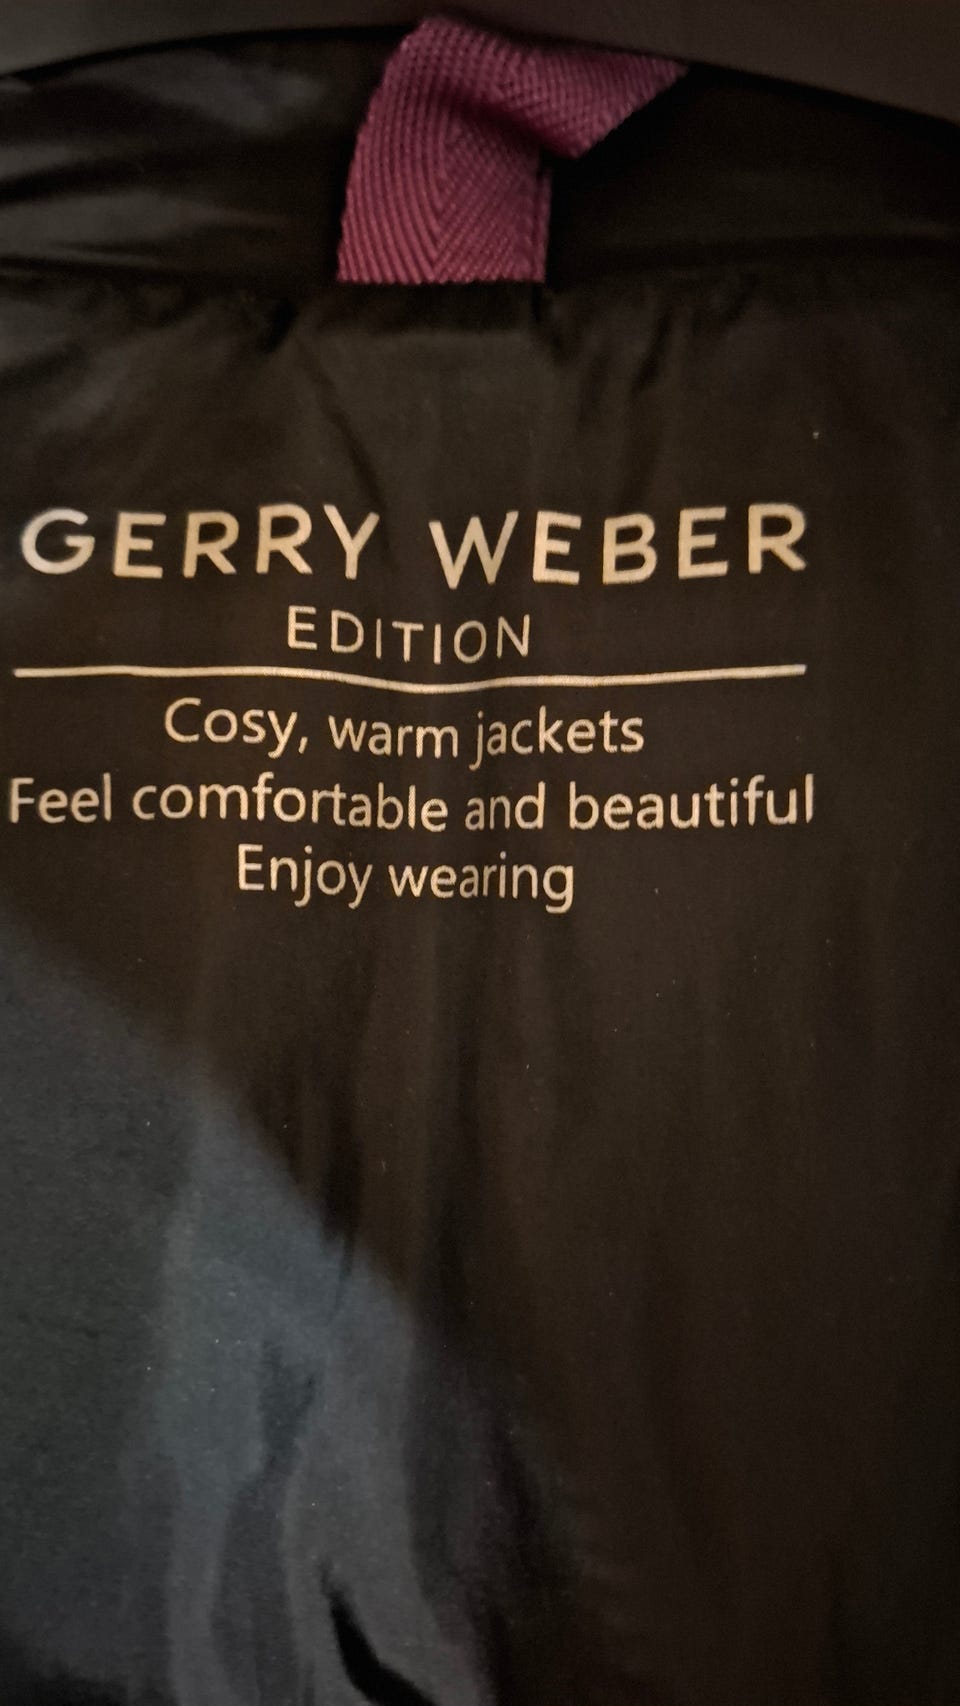 GERRY WEBER
EDITION
Cosy, warm jackets
Feel comfortable and beautiful
Enjoy wearing